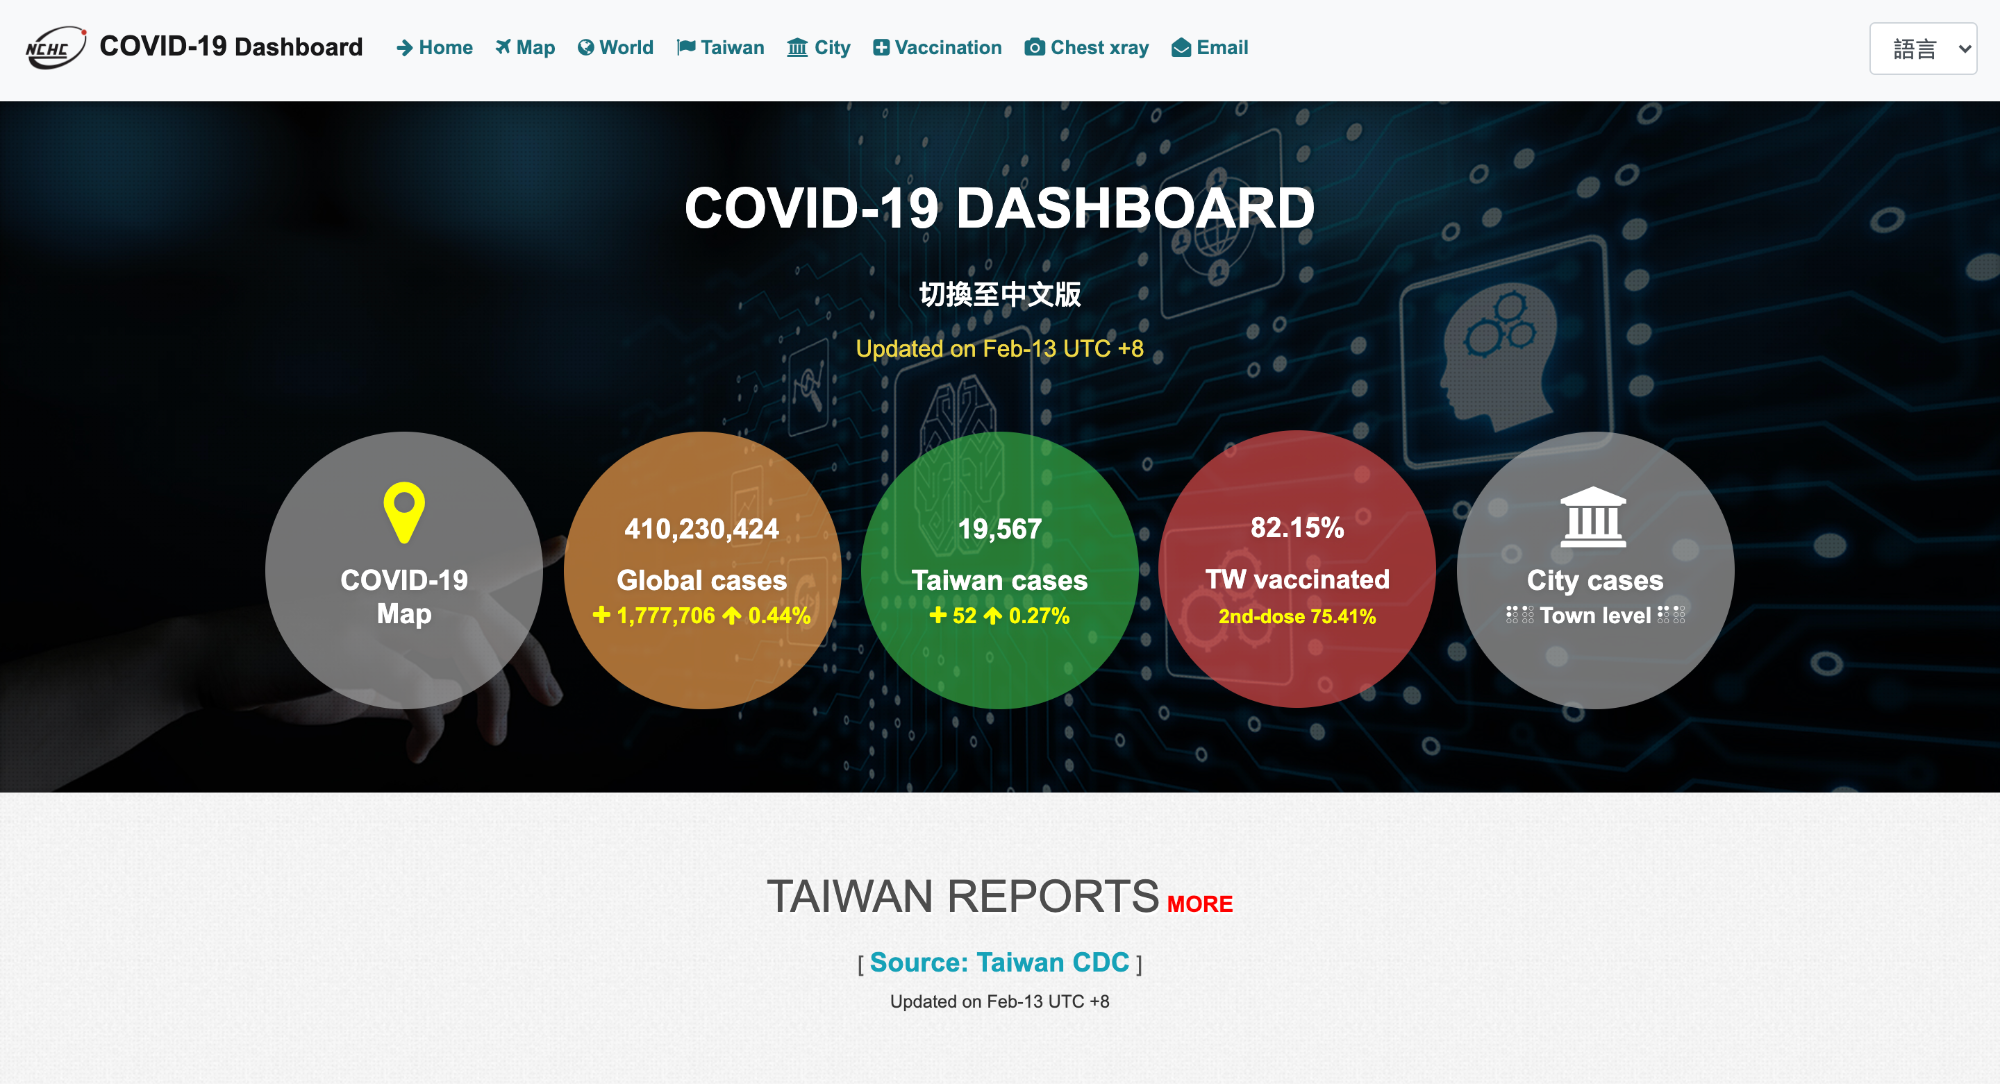 NCHC COVID-19 Dashboard Home Map World Taiwan City Vaccination Chest xray Email 語言
COVID-19 DASHBOARD
切換至中文版
Updated on Feb-13 UTC +8
COVID-19
Map
410,230,424
Global cases
+ 1,777,706 ↑ 0.44%
19,567
Taiwan cases
+ 52 ↑ 0.27%
82.15%
TW vaccinated
2nd-dose 75.41%
City cases
Town level
TAIWAN REPORTS MORE
[ Source: Taiwan CDC ]
Updated on Feb-13 UTC +8